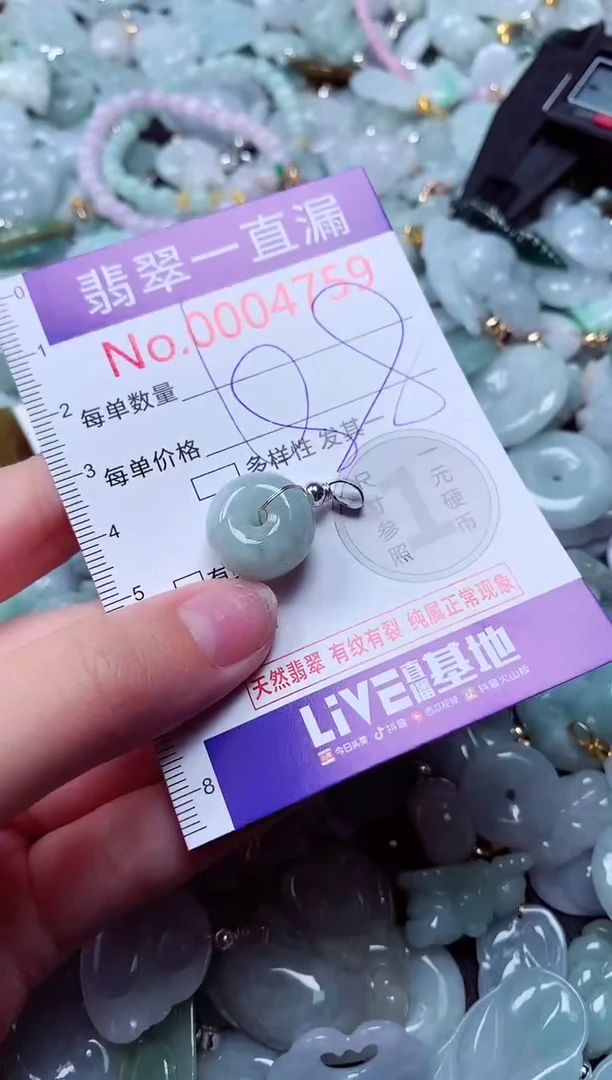 翡翠一直漏
No.0004759
0
1
2
每单数量
3
每单价格
多样性 发其一
4
5
有
尺寸参照
1
一元硬币
天然翡翠 有纹有裂 纯属正常现象
LiVE直播基地
今日头条 抖音 西瓜视频 抖音火山版
8